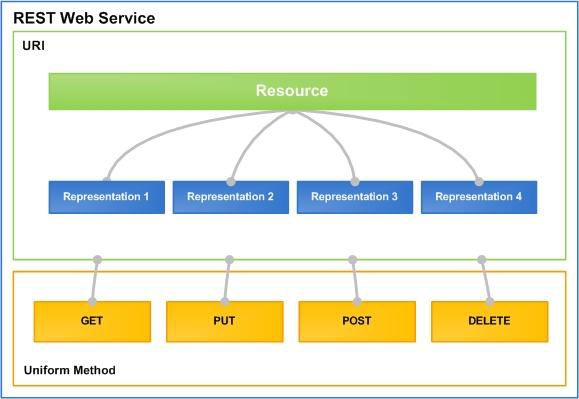 REST Web Service
URI
Resource
Representation 1
Representation 2
Representation 3
Representation 4
GET
PUT
POST
DELETE
Uniform Method